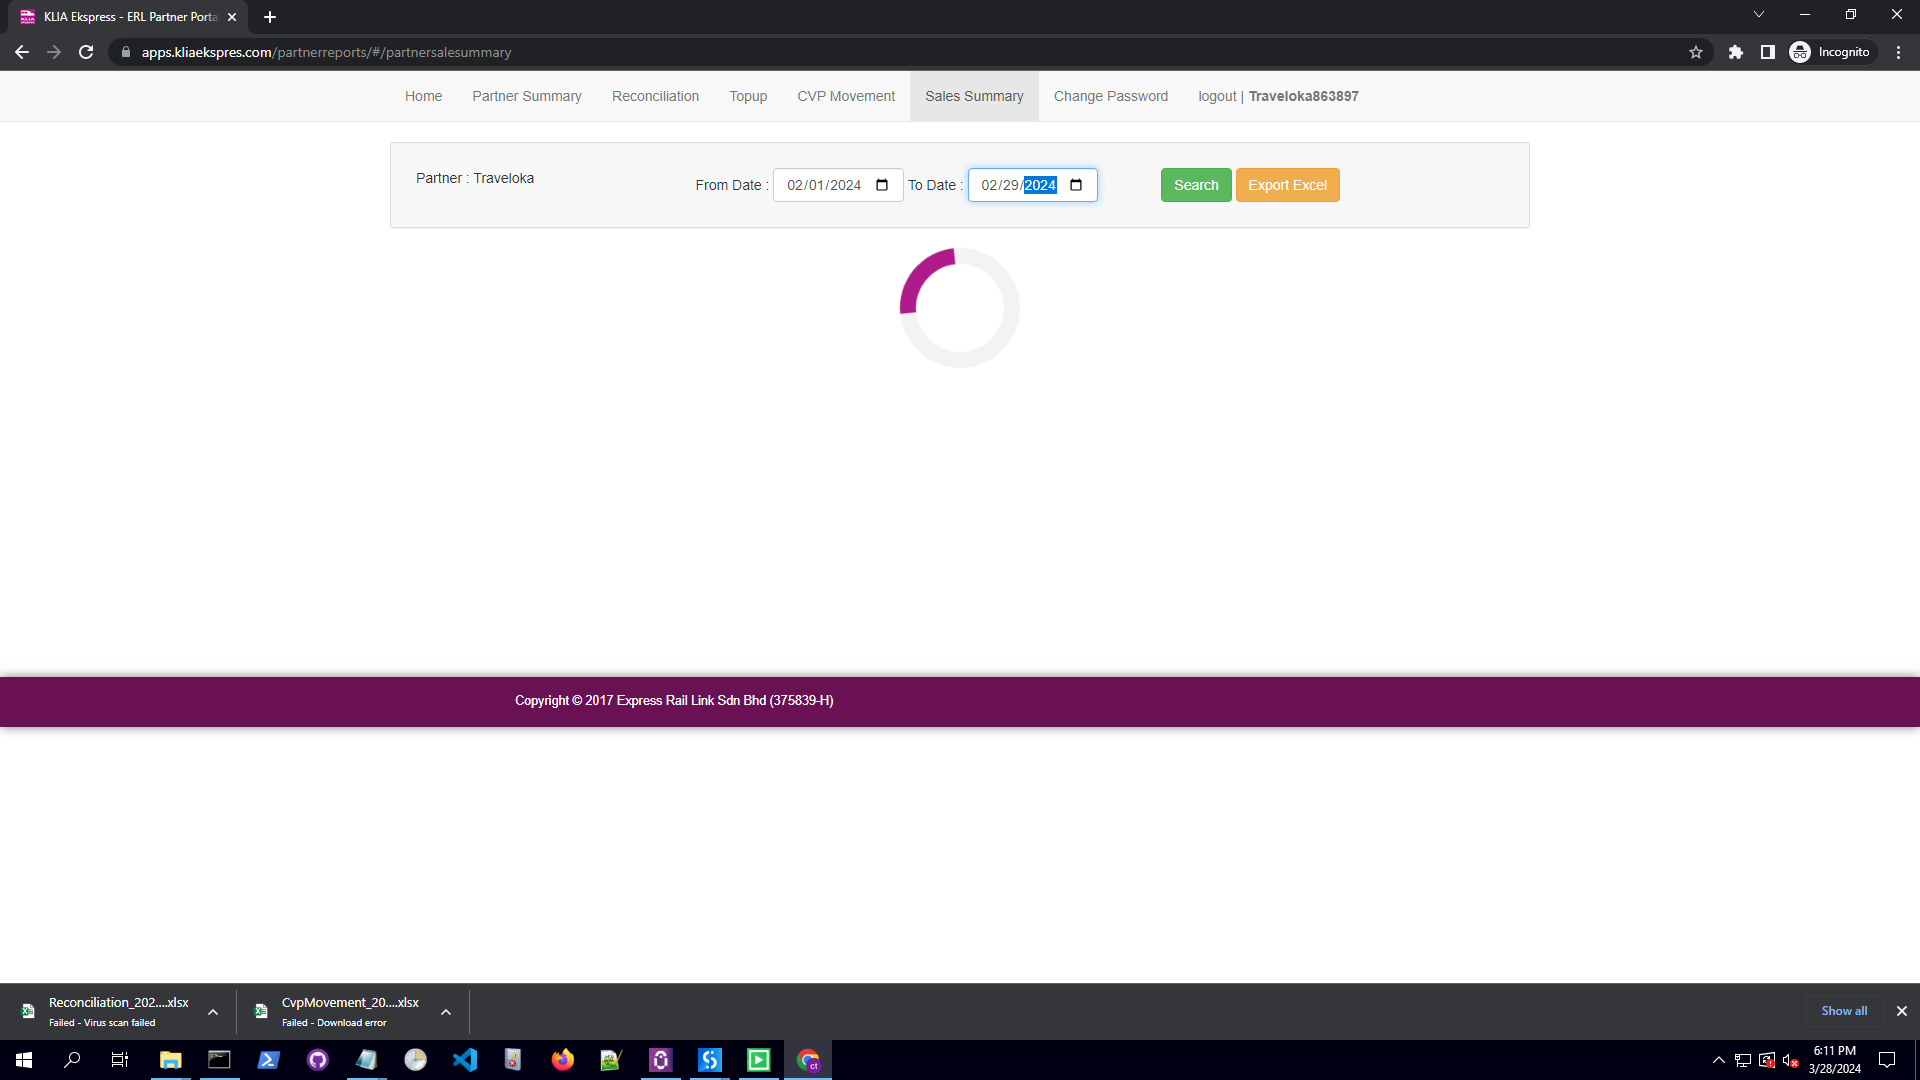 KLIA Ekspress - ERL Partner Porta
apps.kliaekspres.com/partnerreports/#/partnersalesummary
Incognito
Home
Partner Summary
Reconciliation
Topup
CVP Movement
Sales Summary
Change Password
logout | Traveloka863897
Partner : Traveloka
From Date : 02/01/2024
To Date : 02/29/2024
Search
Export Excel
Copyright © 2017 Express Rail Link Sdn Bhd (375839-H)
Reconciliation_202....xlsx
Failed - Virus scan failed
CvpMovement_20....xlsx
Failed - Download error
Show all
6:11 PM
3/28/2024